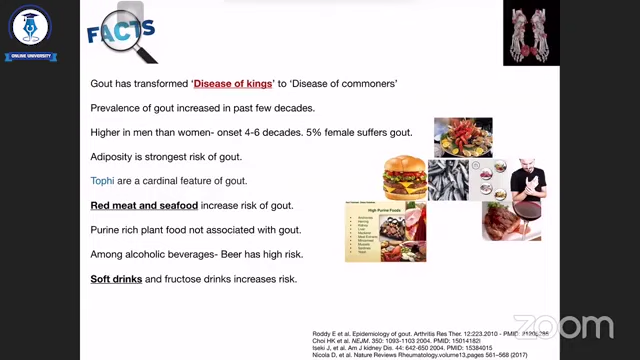 ONLINE UNIVERSITY
FACTS
Gout has transformed ‘Disease of kings’ to ‘Disease of commoners’
Prevalence of gout increased in past few decades.
Higher in men than women- onset 4-6 decades. 5% female suffers gout.
Adiposity is strongest risk of gout.
Tophi are a cardinal feature of gout.
Red meat and seafood increase risk of gout.
Purine rich plant food not associated with gout.
Among alcoholic beverages- Beer has high risk.
Soft drinks and fructose drinks increases risk.
High Purine Foods
Roddy E et al. Epidemiology of gout. Arthritis Res Ther. 12:223.2010 - PMID:
Choi HK et al. NEJM. 350: 1093-1103 2004. PMID: 15014182I
Iseki J, et al. Am J kidney Dis. 44: 642-650 2004. PMID: 15384015
Nicola D, et al. Nature Reviews Rheumatology.volum13,pages 561–568 (2017)
zoom